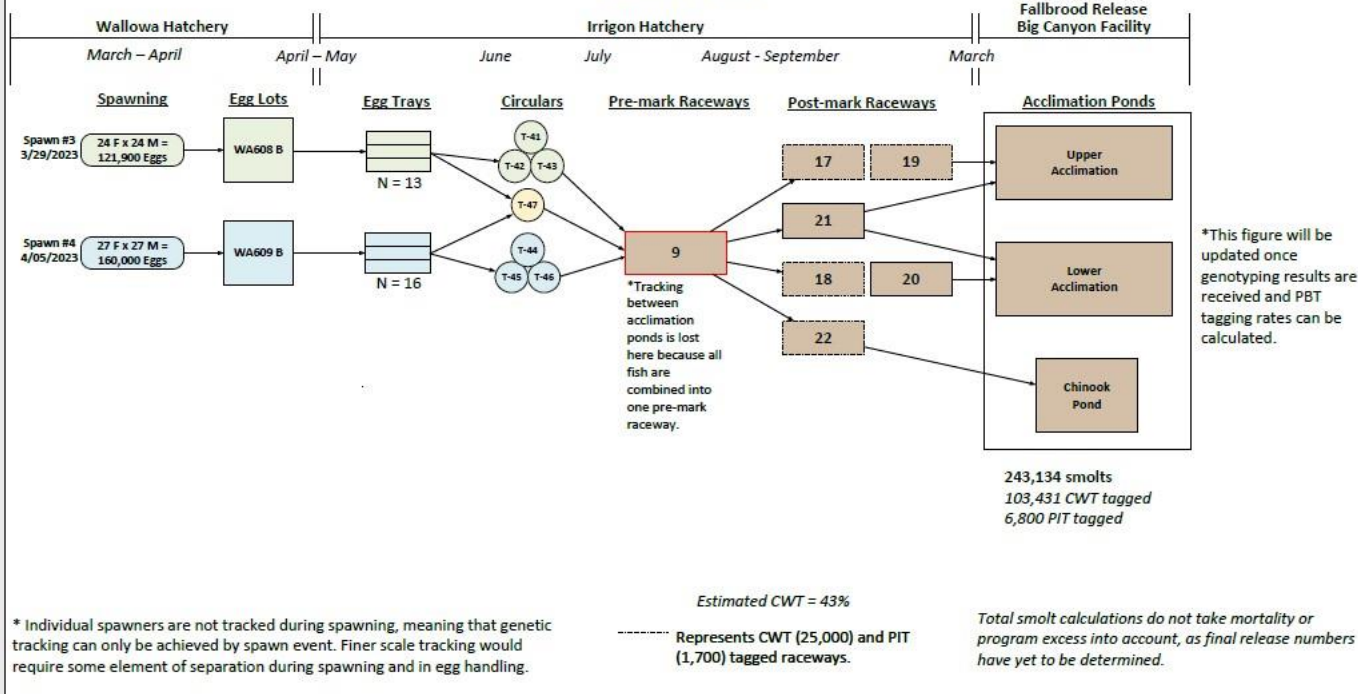 Wallowa Hatchery
Irrigon Hatchery
Fallbrood Release
Big Canyon Facility
March – April
April – May
June
July
August - September
March
Spawning
Egg Lots
Egg Trays
Circulars
Pre-mark Raceways
Post-mark Raceways
Acclimation Ponds
Spawn #3
3/29/2023
24 F x 24 M =
121,900 Eggs
WA608 B
N = 13
T-41
T-42
T-43
T-47
Spawn #4
4/05/2023
27 F x 27 M =
160,000 Eggs
WA609 B
N = 16
T-44
T-45
T-46
9
*Tracking
between
acclimation
ponds is lost
here because all
fish are
combined into
one pre-mark
raceway.
17
19
21
18
20
22
Upper
Acclimation
Lower
Acclimation
Chinook
Pond
*This figure will be
updated once
genotyping results are
received and PBT
tagging rates can be
calculated.
243,134 smolts
103,431 CWT tagged
6,800 PIT tagged
* Individual spawners are not tracked during spawning, meaning that genetic
tracking can only be achieved by spawn event. Finer scale tracking would
require some element of separation during spawning and in egg handling.
Estimated CWT = 43%
Represents CWT (25,000) and PIT
(1,700) tagged raceways.
Total smolt calculations do not take mortality or
program excess into account, as final release numbers
have yet to be determined.